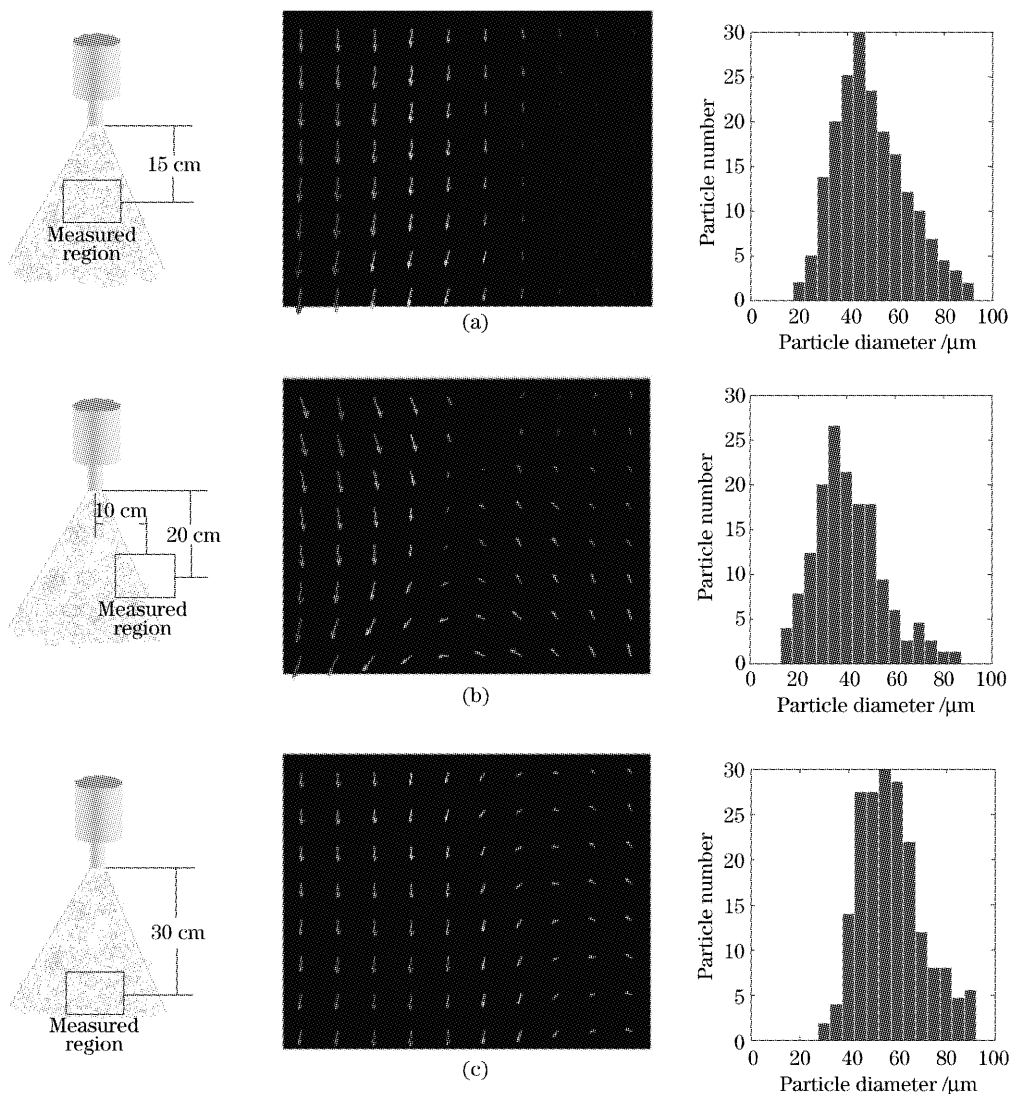 15 cm
Measured
region
(a)
Particle number
30
25
20
15
10
5
0
0 20 40 60 80 100
Particle diameter /μm
10 cm
20 cm
Measured
region
(b)
Particle number
30
25
20
15
10
5
0
0 20 40 60 80 100
Particle diameter /μm
30 cm
Measured
region
(c)
Particle number
30
25
20
15
10
5
0
0 20 40 60 80 100
Particle diameter /μm